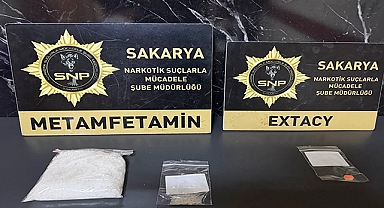 SNP
SAKARYA
NARKOTİK SUÇLARLA
MÜCADELE
ŞUBE MÜDÜRLÜĞÜ
METAMFETAMİN
SNP
SAKARYA
NARKOTİK SUÇLARLA
MÜCADELE
ŞUBE MÜDÜRLÜĞÜ
EXTACY